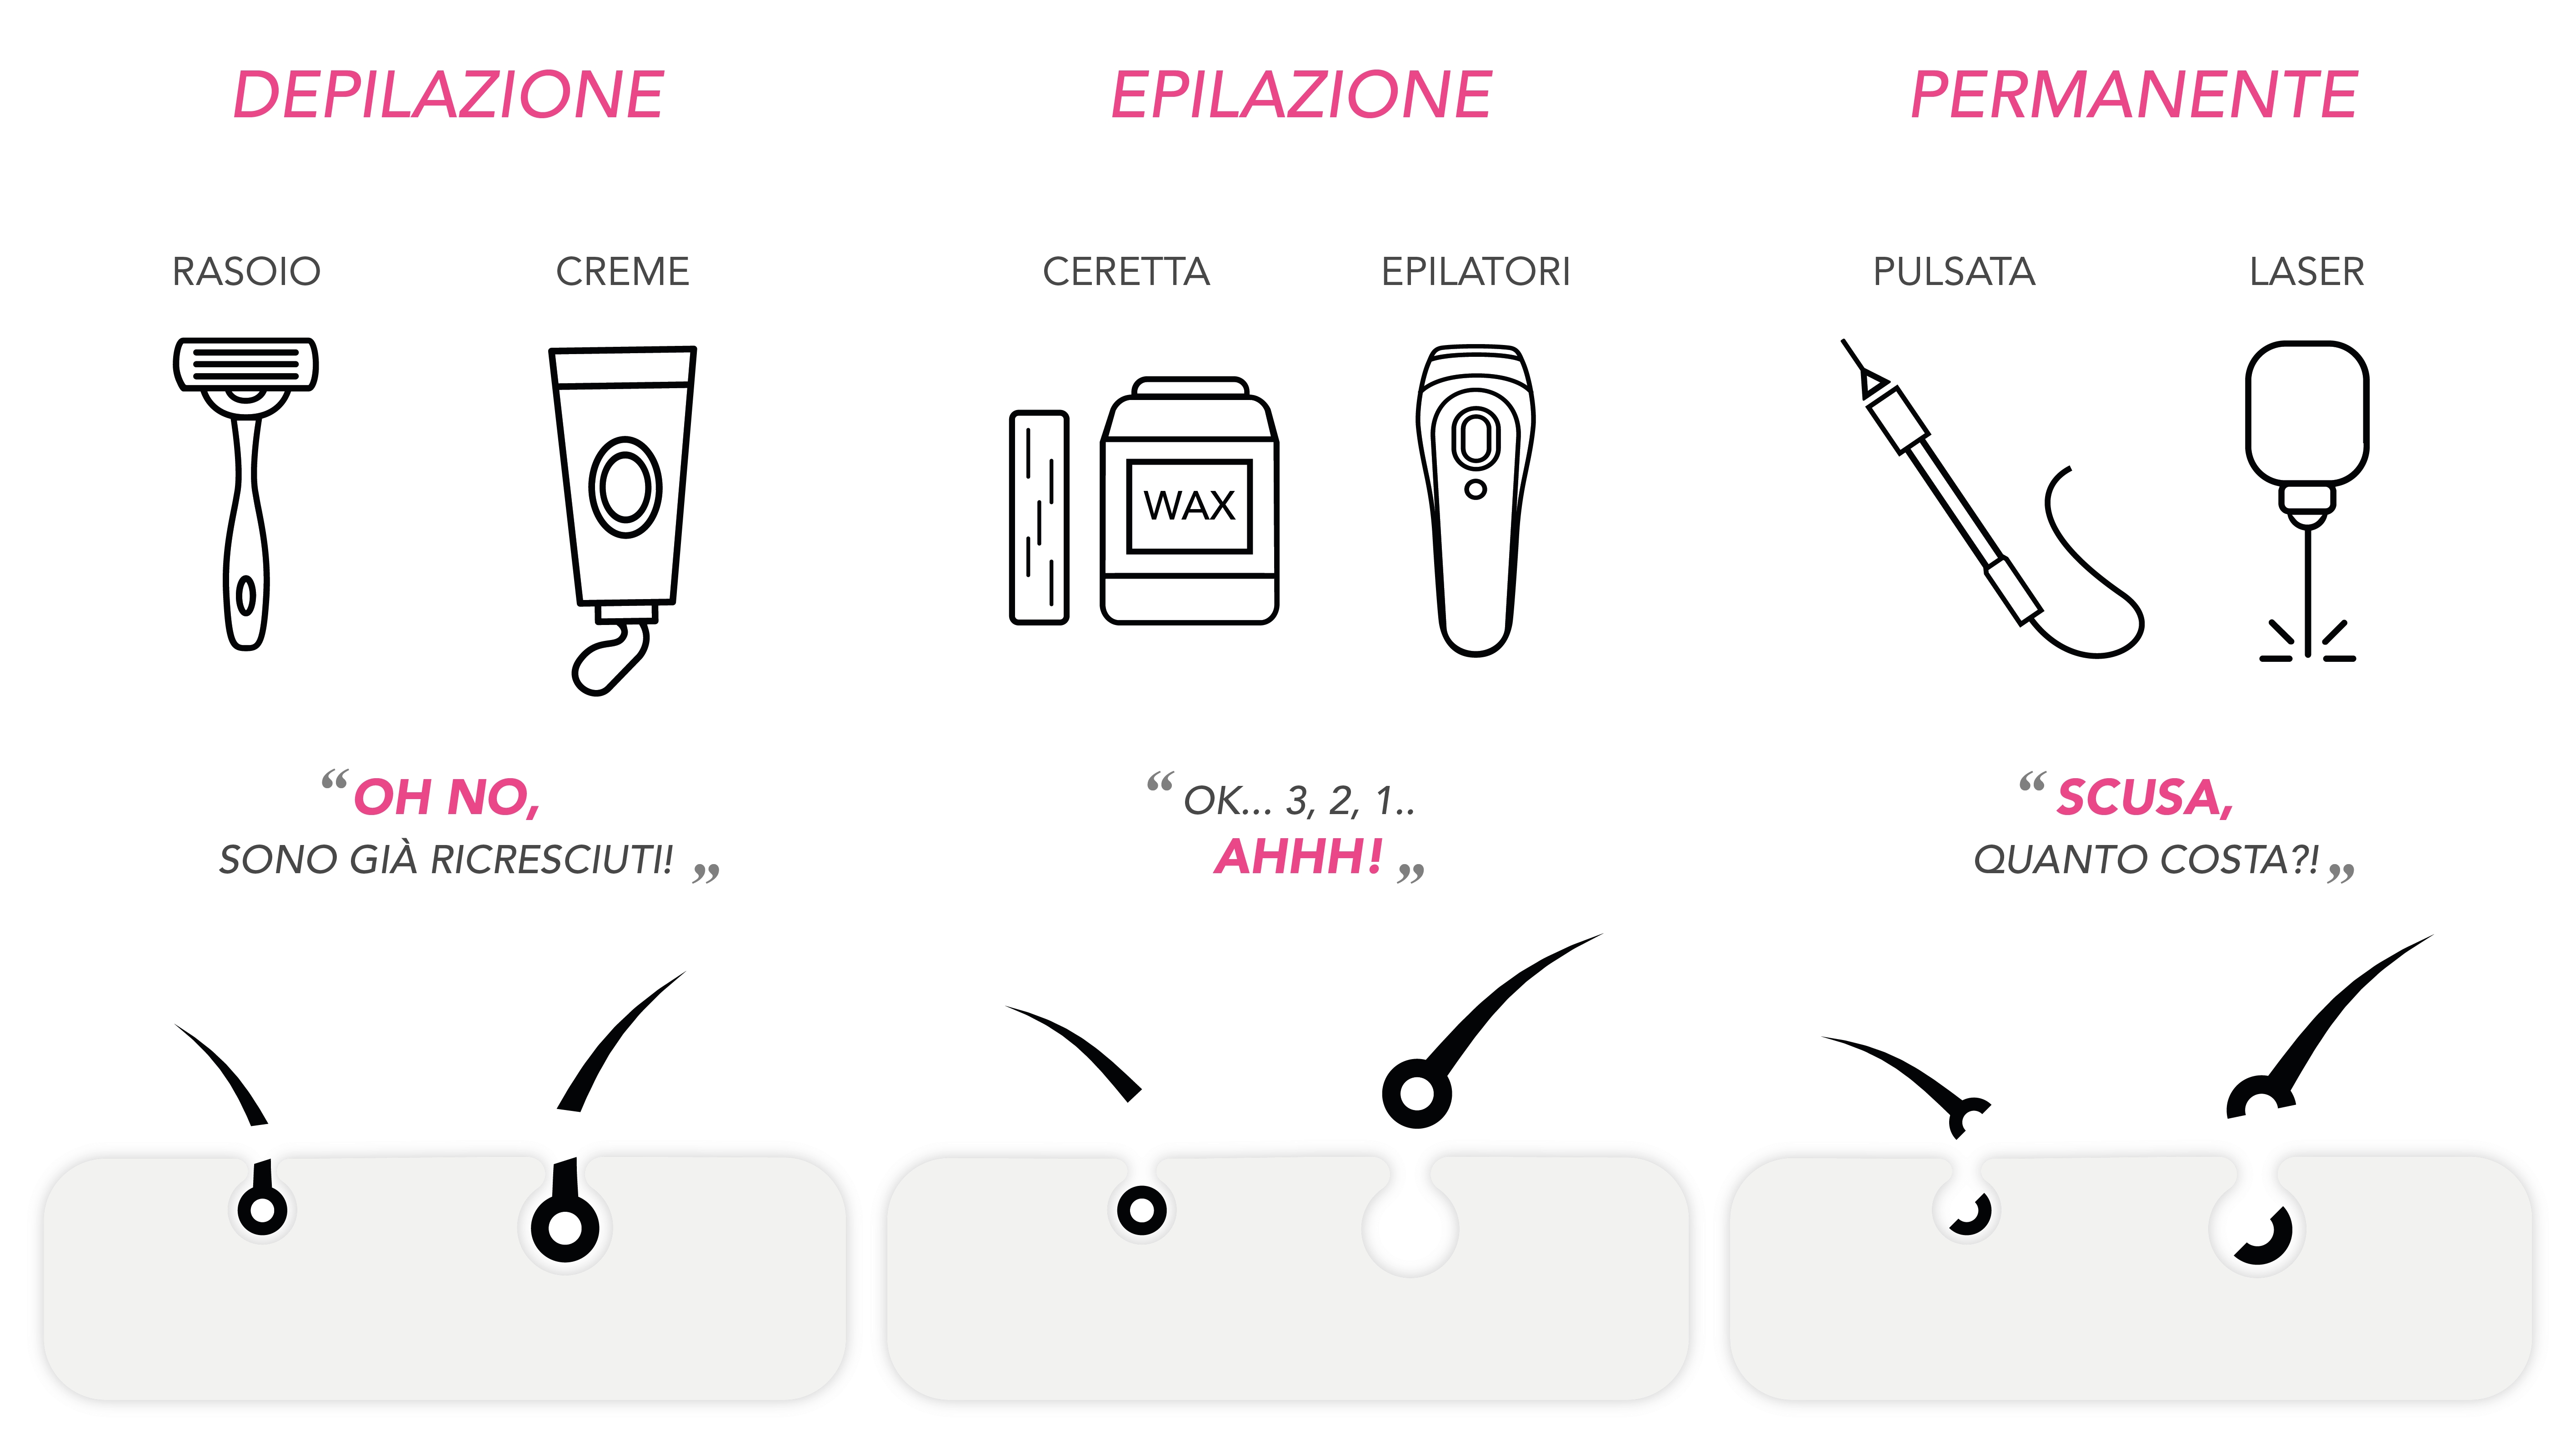 DEPILAZIONE
RASOIO
CREME
“OH NO,
SONO GIÀ RICRESCIUTI! ”
EPILAZIONE
CERETTA
EPILATORI
WAX
“ OK... 3, 2, 1..
AHHH! ”
PERMANENTE
PULSATA
LASER
“ SCUSA,
QUANTO COSTA?! ”